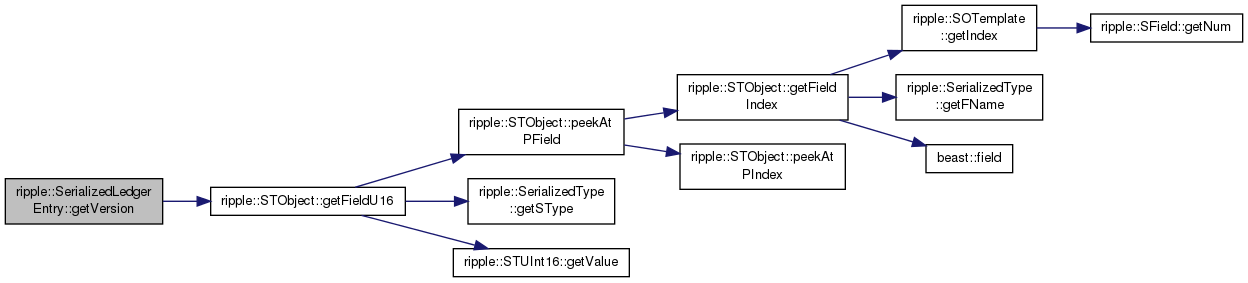 ripple::SerializedLedger
Entry::getVersion
ripple::STObject::getFieldU16
ripple::STObject::peekAt
PField
ripple::SerializedType
::getSType
ripple::STUInt16::getValue
ripple::STObject::getField
Index
ripple::STObject::peekAt
PIndex
ripple::SOTemplate
::getIndex
ripple::SerializedType
::getFName
beast::field
ripple::SField::getNum